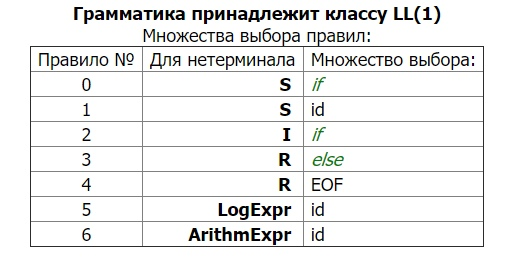 Грамматика принадлежит классу LL(1)
Множества выбора правил:
Правило № Для нетерминала Множество выбора:
0 S if
1 S id
2 I if
3 R else
4 R EOF
5 LogExpr id
6 ArithmExpr id